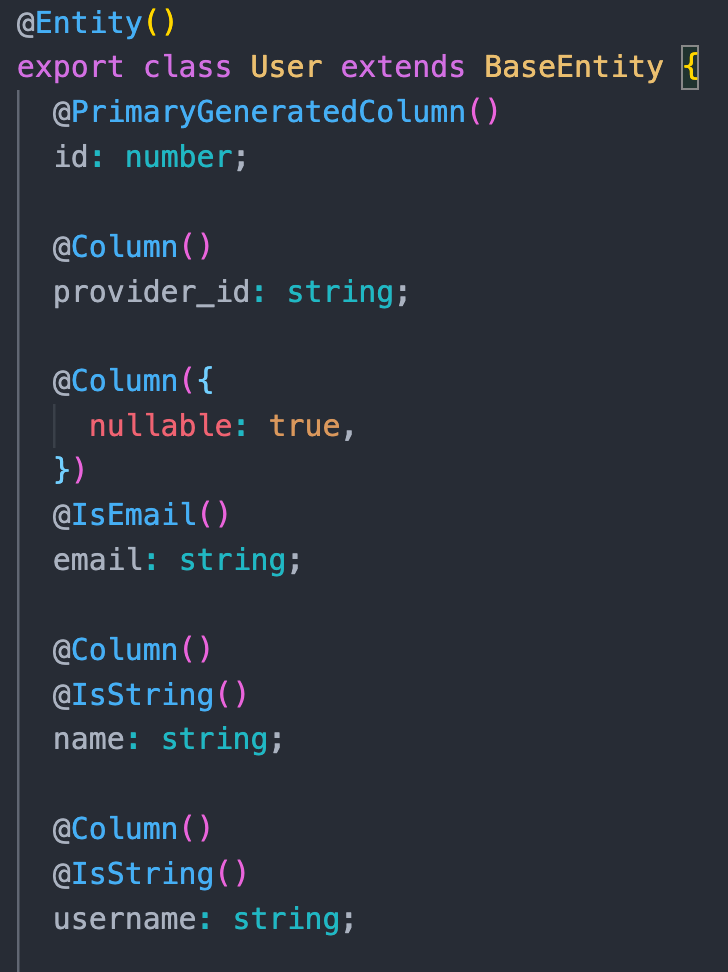 @Entity()
export class User extends BaseEntity {
@PrimaryGeneratedColumn()
id: number;
@Column()
provider_id: string;
@Column({
nullable: true,
})
@IsEmail()
email: string;
@Column()
@IsString()
name: string;
@Column()
@IsString()
username: string;